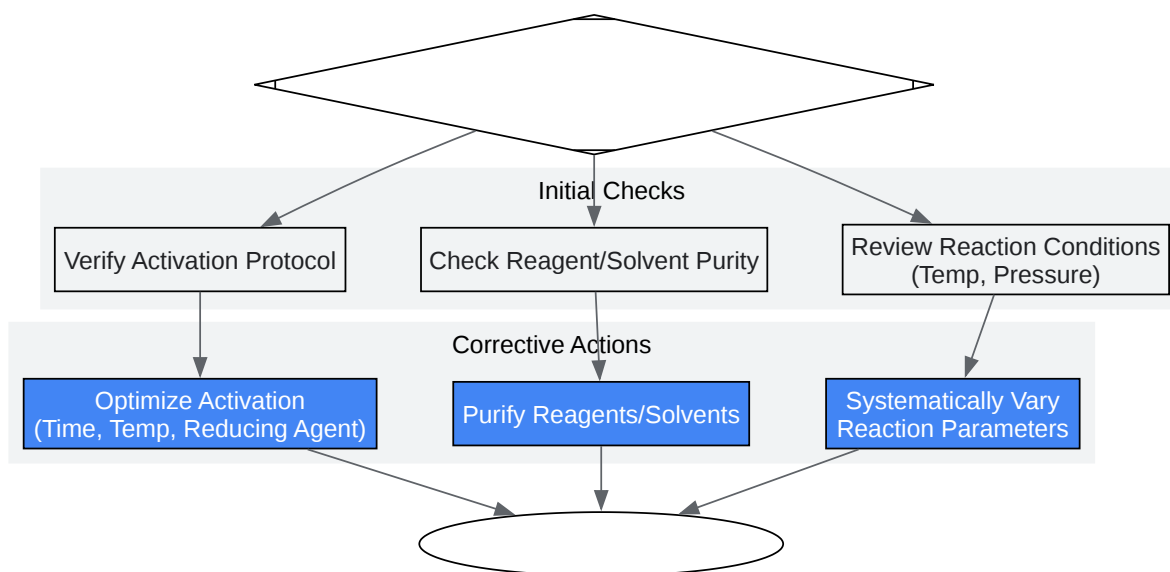 Initial Checks
Verify Activation Protocol
Check Reagent/Solvent Purity
Review Reaction Conditions
(Temp, Pressure)
Corrective Actions
Optimize Activation
(Time, Temp, Reducing Agent)
Purify Reagents/Solvents
Systematically Vary
Reaction Parameters